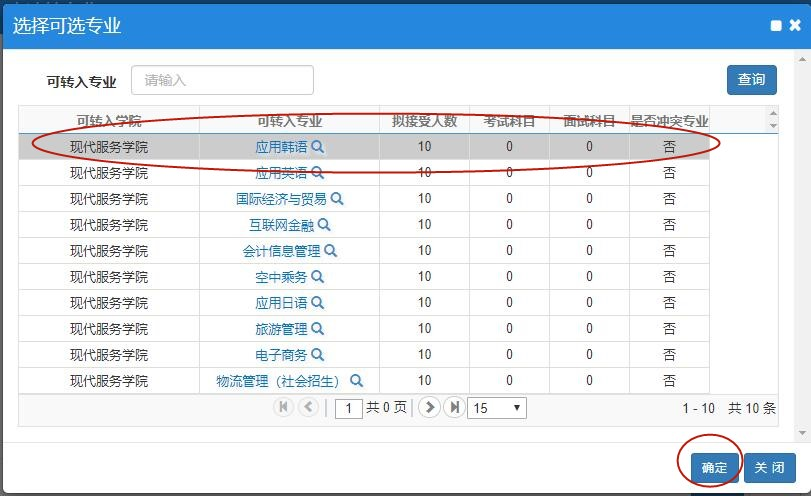 选择可选专业
可转入专业 请输入 查询
可转入学院 可转入专业 拟接受人数 考试科目 面试科目 是否冲突专业
现代服务学院 应用韩语 10 0 0 否
现代服务学院 应用英语 10 0 0 否
现代服务学院 国际经济与贸易 10 0 0 否
现代服务学院 互联网金融 10 0 0 否
现代服务学院 会计信息管理 10 0 0 否
现代服务学院 空中乘务 10 0 0 否
现代服务学院 应用日语 10 0 0 否
现代服务学院 旅游管理 10 0 0 否
现代服务学院 电子商务 10 0 0 否
现代服务学院 物流管理（社会招生） 10 0 0 否
1 共 0 页 15 1 - 10 共 10 条
确定 关 闭